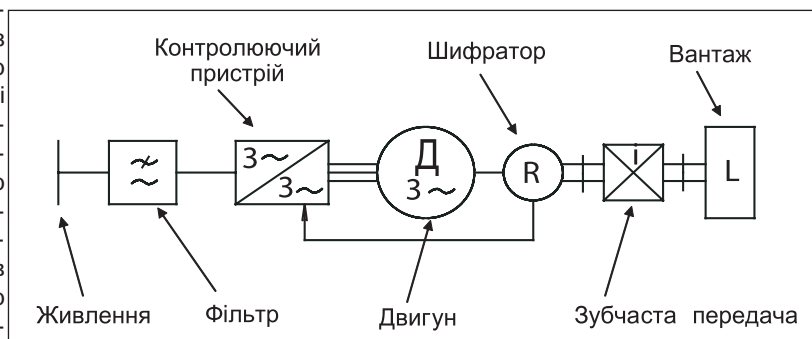 Контролюючий
пристрій
Шифратор
Вантаж
3~
3~
Д
3~
R
i
L
Живлення
Фільтр
Двигун
Зубчаста передача